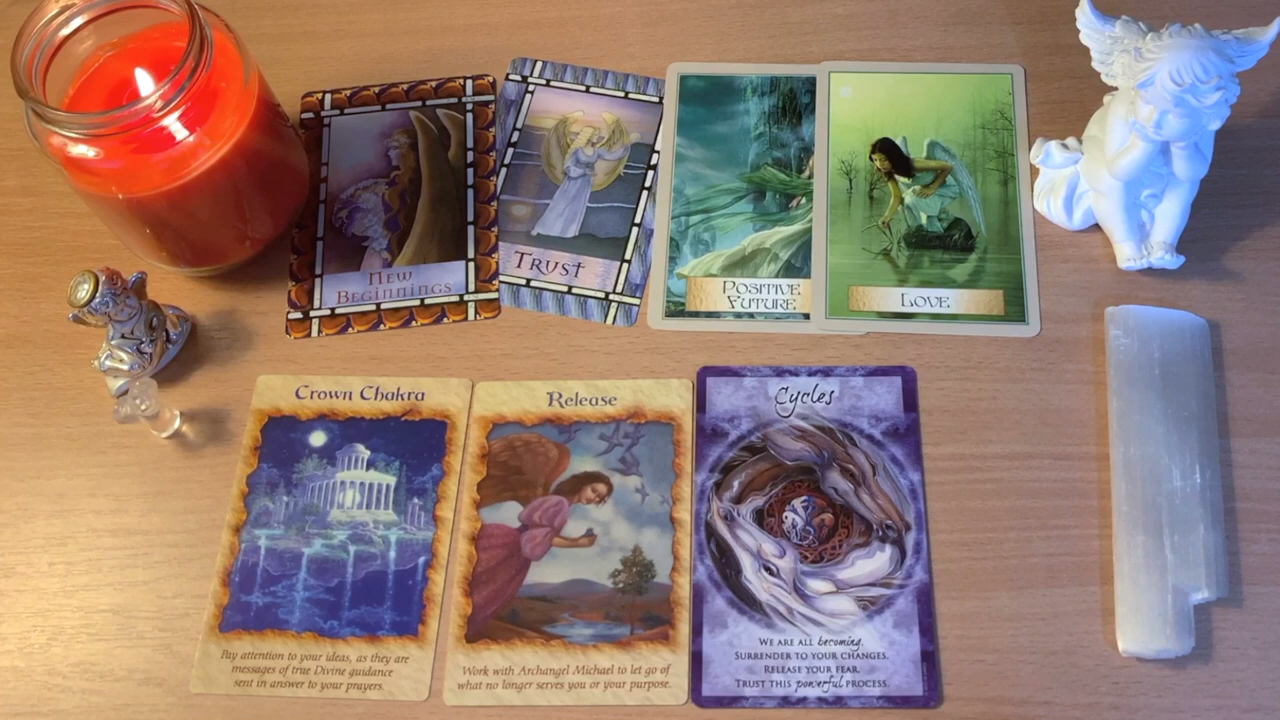 New
Beginnings
Trust
Positive
Future
Love
Crown Chakra
Pay attention to your ideas, as they are
messages of true Divine guidance
sent in answer to your prayers.
Release
Work with Archangel Michael to let go of
what no longer serves you or your purpose.
Cycles
We are all becoming.
Surrender to your changes.
Release your fear.
Trust this powerful process.